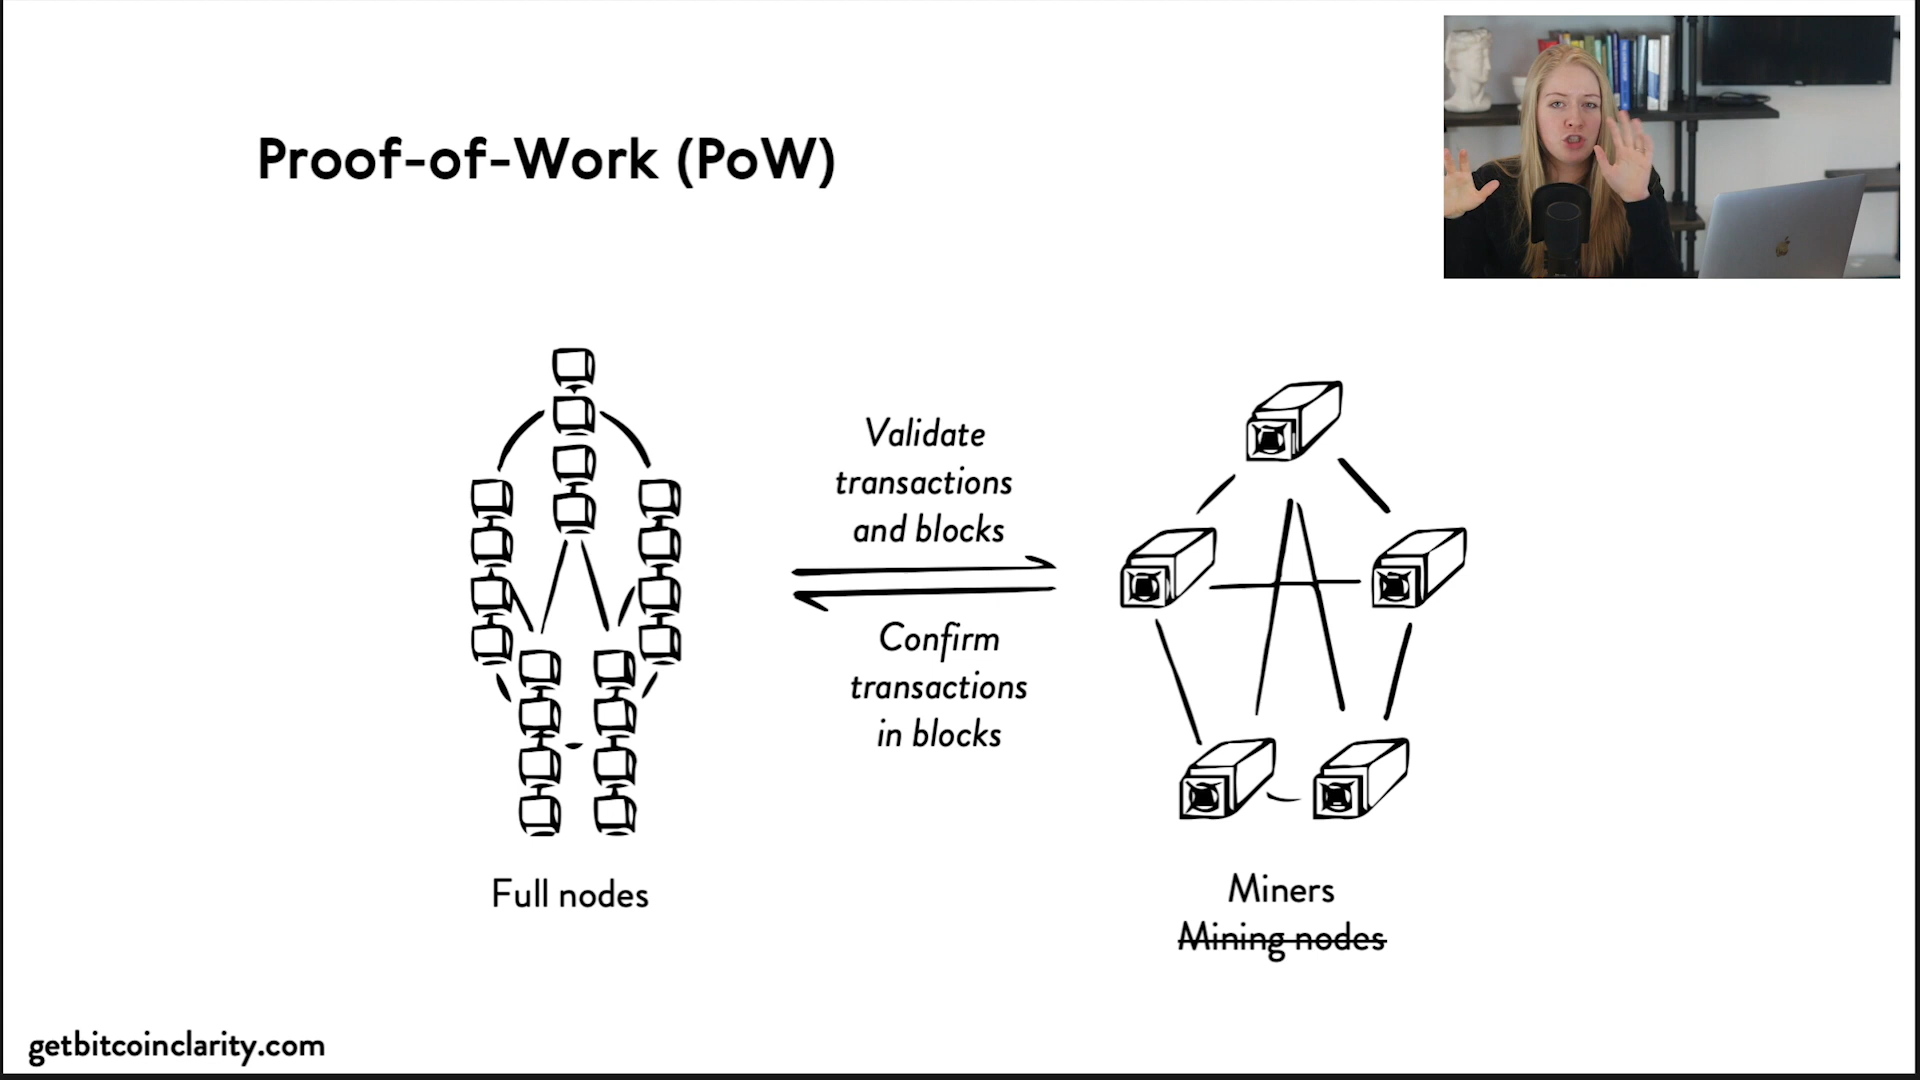 Proof-of-Work (PoW)
Validate
transactions
and blocks
Confirm
transactions
in blocks
Full nodes
Miners
Mining nodes
getbitcoinclarity.com